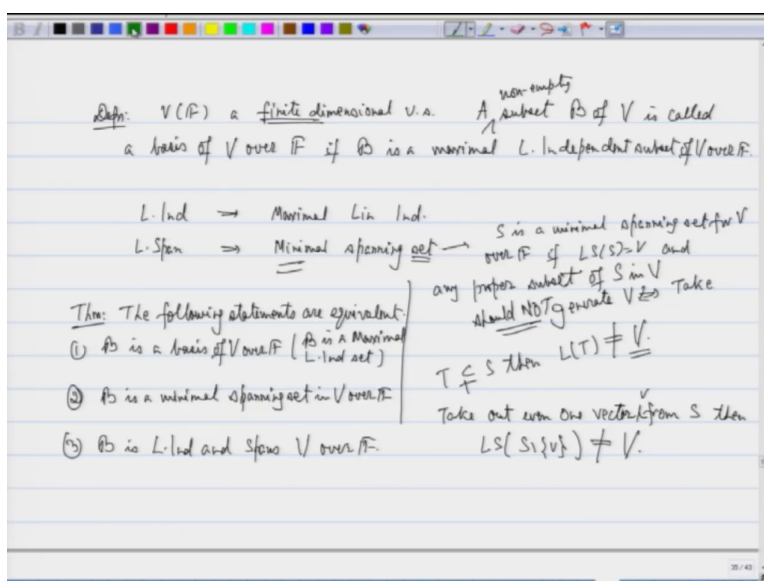 non-empty
Defn: V(F) a finite dimensional v.s. A subset B of V is called
a basis of V over F if B is a maximal L. Independent subset of V over F.
L. Ind → Maximal Lin Ind.
L. Span ⇒ Minimal spanning set →
S is a minimal spanning set for V
over F if LS(S)=V and
any proper subset of S in V
should NOT generate V ⇔ Take
T ⊊ S then L(T) ≠ V.
Take out even one vector v from S then
LS(S\{v}) ≠ V.
Thm: The following statements are equivalent.
① B is a basis of V over F (B is a Maximal
L. Ind set)
② B is a minimal spanning set in V over F
③ B is L. Ind and Spans V over F.
35 / 43